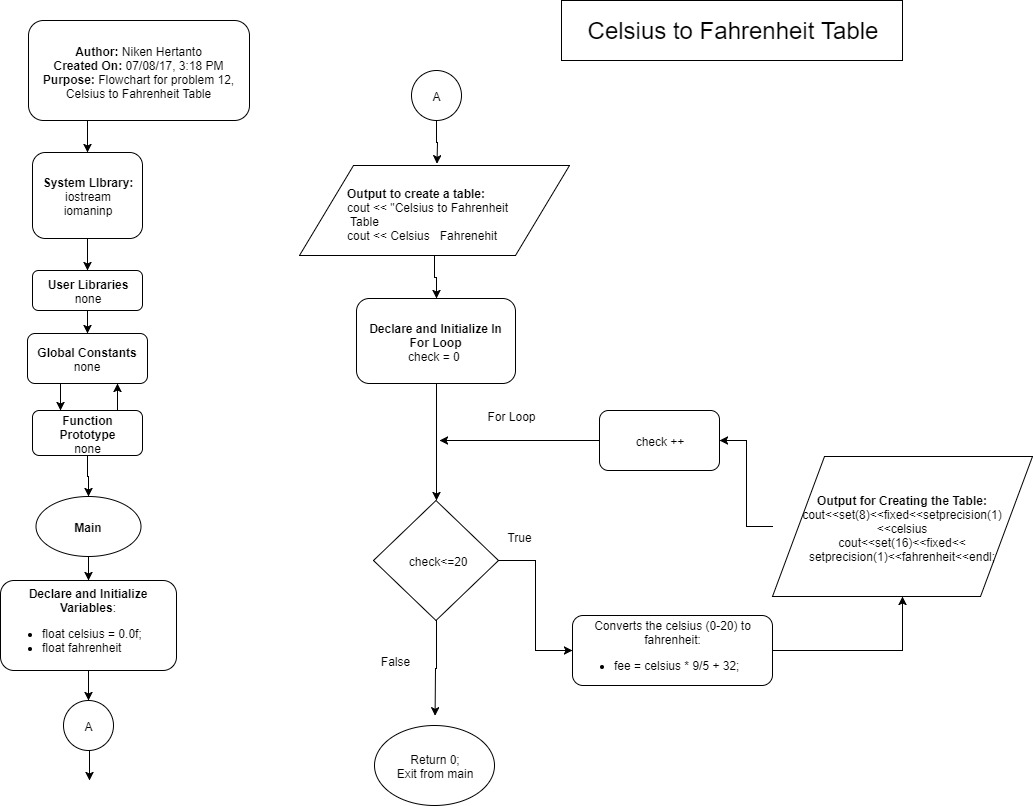 Celsius to Fahrenheit Table
Author: Niken Hertanto
Created On: 07/08/17, 3:18 PM
Purpose: Flowchart for problem 12,
Celsius to Fahrenheit Table
System LIbrary:
iostream
iomaninp
User Libraries
none
Global Constants
none
Function
Prototype
none
Main
Declare and Initialize
Variables:
• float celsius = 0.0f;
• float fahrenheit
A
A
Output to create a table:
cout << "Celsius to Fahrenheit
Table
cout << Celsius Fahrenehit
Declare and Initialize In
For Loop
check = 0
For Loop
check ++
check<=20
True
False
Converts the celsius (0-20) to
fahrenheit:
• fee = celsius * 9/5 + 32;
Output for Creating the Table:
cout<<set(8)<<fixed<<setprecision(1)
<<celsius
cout<<set(16)<<fixed<<
setprecision(1)<<fahrenheit<<endl;
Return 0;
Exit from main